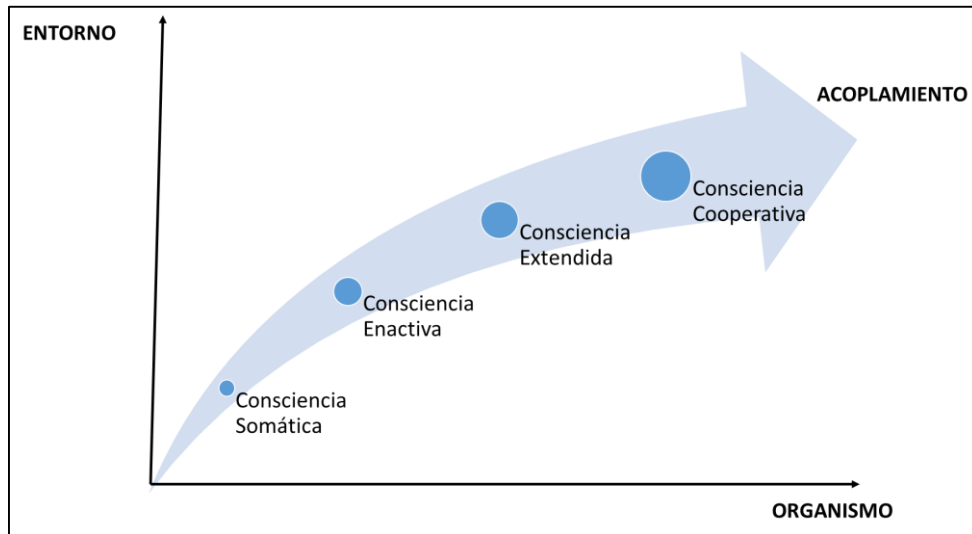 ENTORNO
ACOPLAMIENTO
Consciencia
Cooperativa
Consciencia
Extendida
Consciencia
Enactiva
Consciencia
Somática
ORGANISMO